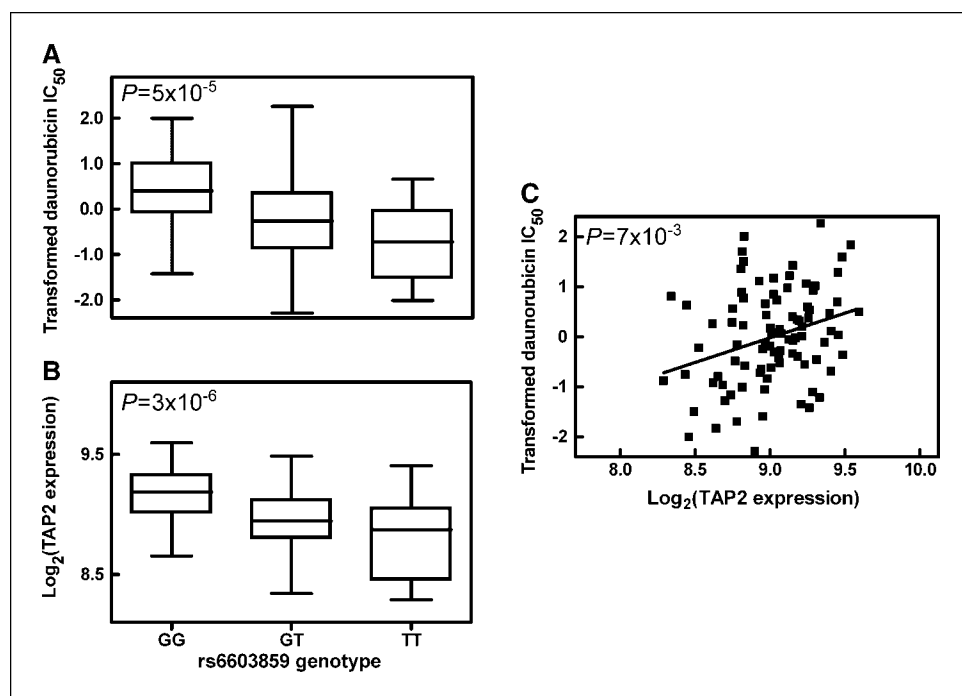 A
Transformed daunorubicin IC50
P=5x10-5
2.0
1.0
0.0
-1.0
-2.0
B
Log2(TAP2 expression)
P=3x10-6
9.5
8.5
GG GT TT
rs6603859 genotype
C
Transformed daunorubicin IC50
P=7x10-3
2
1
0
-1
-2
8.0 8.5 9.0 9.5 10.0
Log2(TAP2 expression)